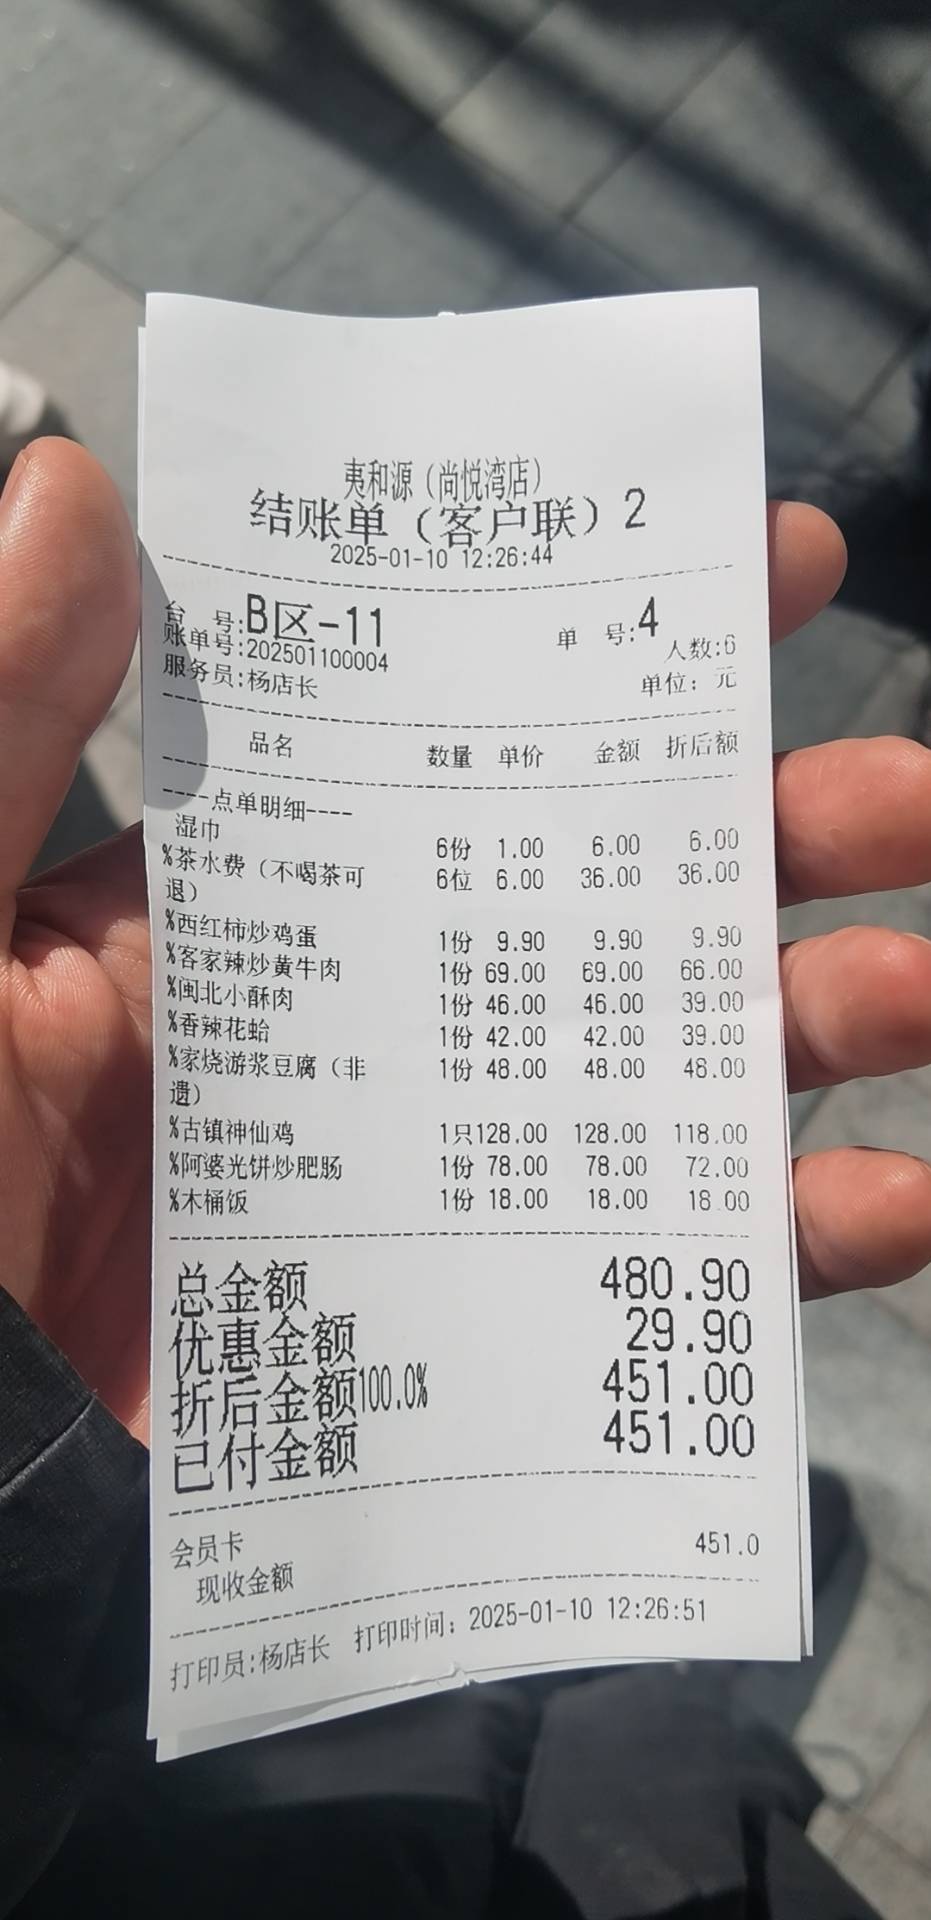 夷和源（尚悦湾店）
结账单（客户联）2
2025-01-10 12:26:44
台 号:B区-11 单 号:4
账单号:202501100004 人数:6
服务员:杨店长 单位：元
品名 数量 单价 金额 折后额
----点单明细----
湿巾 6份 1.00 6.00 6.00
%茶水费（不喝茶可 6位 6.00 36.00 36.00
退）
%西红柿炒鸡蛋 1份 9.90 9.90 9.90
%客家辣炒黄牛肉 1份 69.00 69.00 66.00
%闽北小酥肉 1份 46.00 46.00 39.00
%香辣花蛤 1份 42.00 42.00 39.00
%家烧游浆豆腐（非 1份 48.00 48.00 48.00
遗）
%古镇神仙鸡 1只 128.00 128.00 118.00
%阿婆光饼炒肥肠 1份 78.00 78.00 72.00
%木桶饭 1份 18.00 18.00 18.00
总金额 480.90
优惠金额 29.90
折后金额100.0% 451.00
已付金额 451.00
会员卡 451.0
现收金额
打印员:杨店长 打印时间：2025-01-10 12:26:51